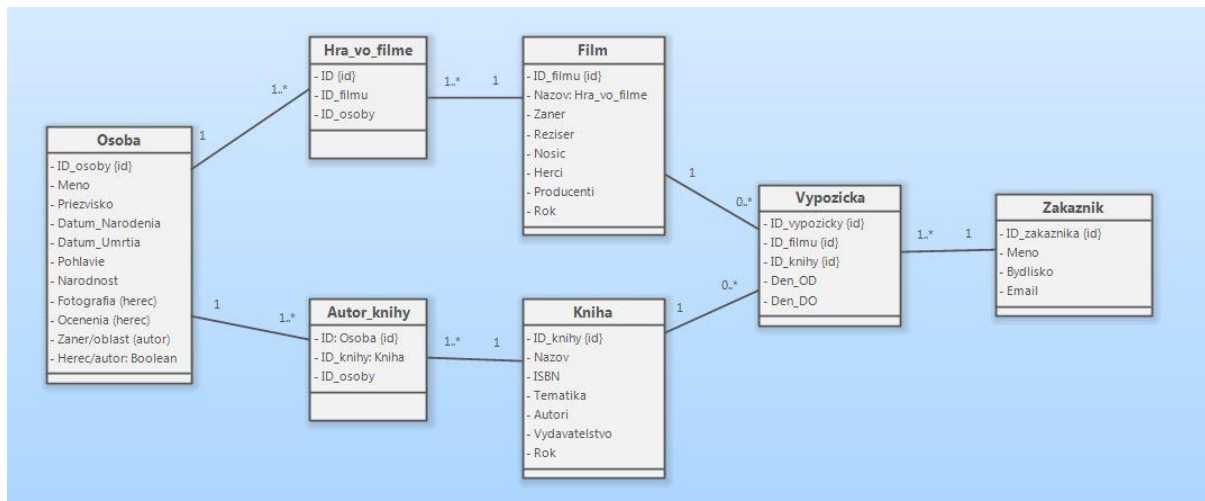 Hra_vo_filme
- ID {id}
- ID_filmu
- ID_osoby
Film
- ID_filmu {id}
- Nazov: Hra_vo_filme
- Zaner
- Reziser
- Nosic
- Herci
- Producenti
- Rok
1..*
1..*
1
1
Osoba
- ID_osoby {id}
- Meno
- Priezvisko
- Datum_Narodenia
- Datum_Umrtia
- Pohlavie
- Narodnost
- Fotografia (herec)
- Ocenenia (herec)
- Zaner/oblast (autor)
- Herec/autor: Boolean
1
0..*
Vypozicka
- ID_vypozicky {id}
- ID_filmu {id}
- ID_knihy {id}
- Den_OD
- Den_DO
1..*
1
Zakaznik
- ID_zakaznika {id}
- Meno
- Bydlisko
- Email
1
1..*
Autor_knihy
- ID: Osoba {id}
- ID_knihy: Kniha
- ID_osoby
1..*
1
Kniha
- ID_knihy {id}
- Nazov
- ISBN
- Tematika
- Autori
- Vydavatelstvo
- Rok
1
0..*